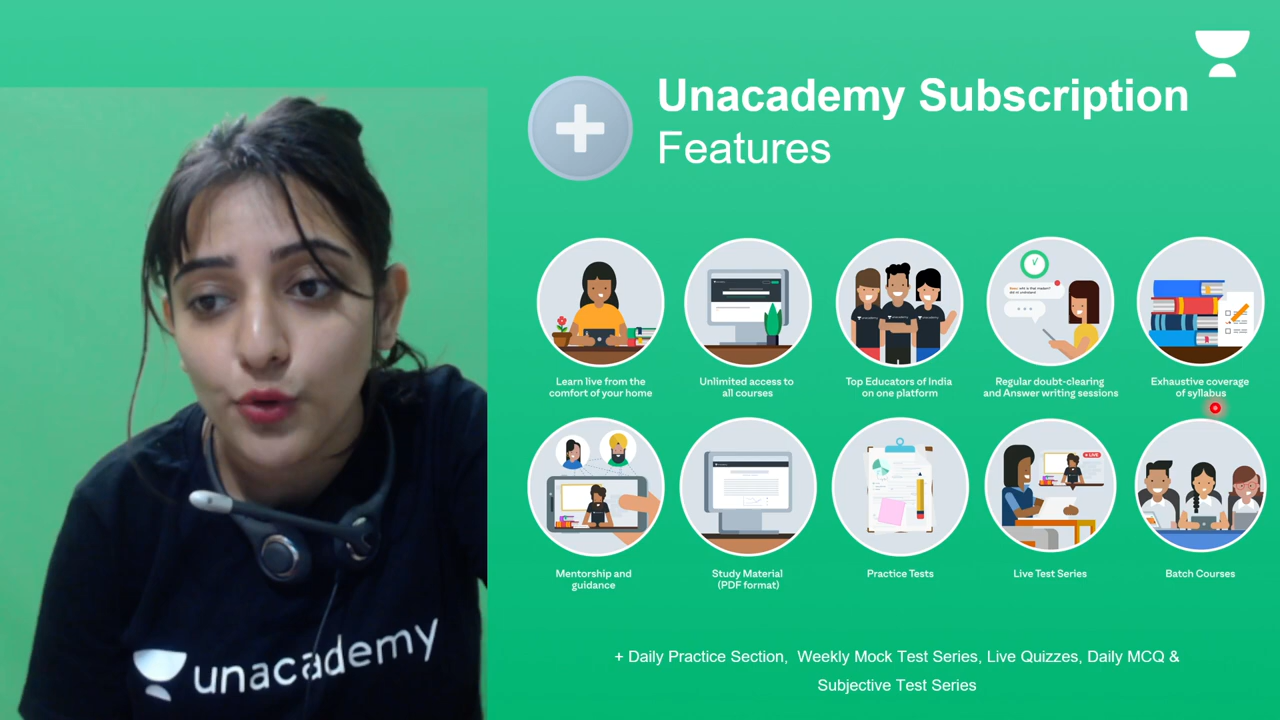 Unacademy Subscription
Features
Learn live from the
comfort of your home
Unlimited access to
all courses
Top Educators of India
on one platform
Regular doubt-clearing
and Answer writing sessions
Exhaustive coverage
of syllabus
LIVE
Mentorship and
guidance
Study Material
(PDF format)
Practice Tests
Live Test Series
Batch Courses
+ Daily Practice Section,  Weekly Mock Test Series, Live Quizzes, Daily MCQ &
Subjective Test Series
unacademy